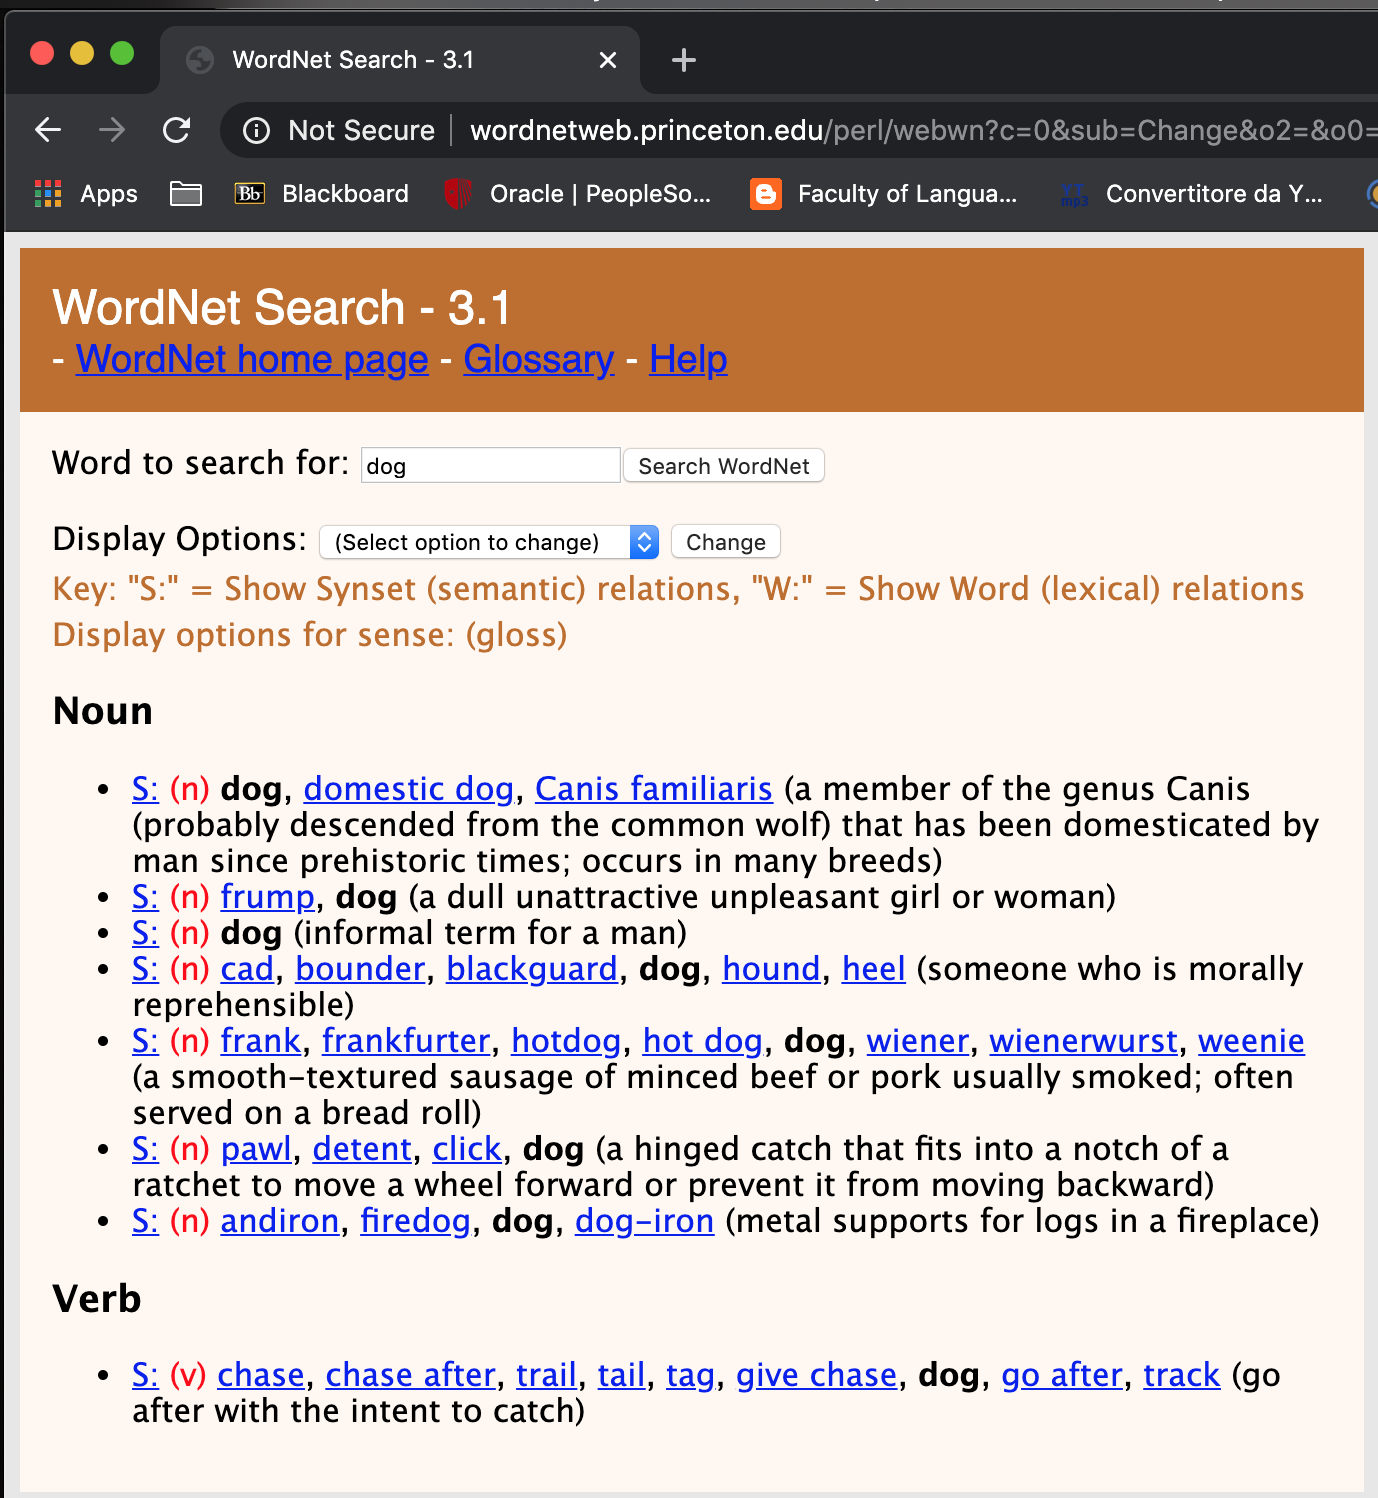 WordNet Search - 3.1
Not Secure wordnetweb.princeton.edu/perl/webwn?c=0&sub=Change&o2=&o0=
Apps Blackboard Oracle | PeopleSo... Faculty of Langua... YT mp3 Convertitore da Y...
WordNet Search - 3.1
- WordNet home page - Glossary - Help
Word to search for: dog Search WordNet
Display Options: (Select option to change) Change
Key: "S:" = Show Synset (semantic) relations, "W:" = Show Word (lexical) relations
Display options for sense: (gloss)
Noun
• S: (n) dog, domestic dog, Canis familiaris (a member of the genus Canis
(probably descended from the common wolf) that has been domesticated by
man since prehistoric times; occurs in many breeds)
• S: (n) frump, dog (a dull unattractive unpleasant girl or woman)
• S: (n) dog (informal term for a man)
• S: (n) cad, bounder, blackguard, dog, hound, heel (someone who is morally
reprehensible)
• S: (n) frank, frankfurter, hotdog, hot dog, dog, wiener, wienerwurst, weenie
(a smooth-textured sausage of minced beef or pork usually smoked; often
served on a bread roll)
• S: (n) pawl, detent, click, dog (a hinged catch that fits into a notch of a
ratchet to move a wheel forward or prevent it from moving backward)
• S: (n) andiron, firedog, dog, dog-iron (metal supports for logs in a fireplace)
Verb
• S: (v) chase, chase after, trail, tail, tag, give chase, dog, go after, track (go
after with the intent to catch)